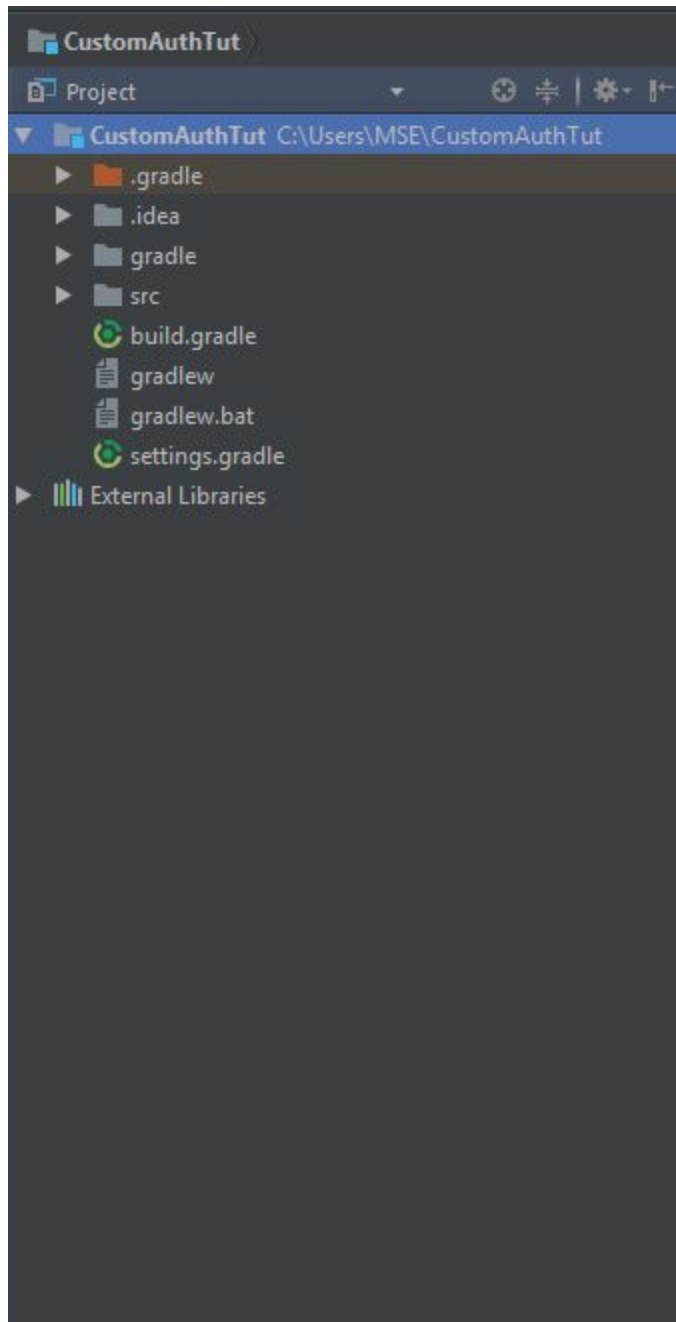 CustomAuthTut
Project
CustomAuthTut C:\Users\MSE\CustomAuthTut
.gradle
.idea
gradle
src
build.gradle
gradlew
gradlew.bat
settings.gradle
External Libraries